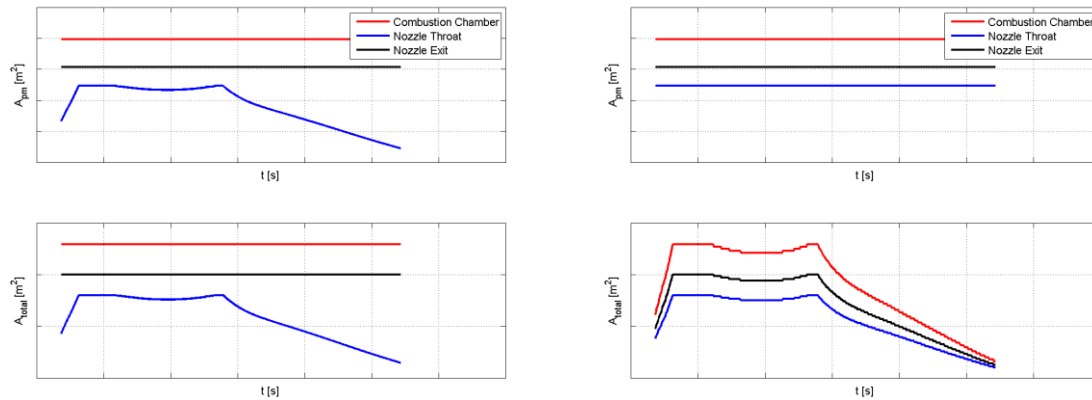 Combustion Chamber
Nozzle Throat
Nozzle Exit
A_pm [m²]
t [s]
Combustion Chamber
Nozzle Throat
Nozzle Exit
A_pm [m²]
t [s]
A_total [m²]
t [s]
A_total [m²]
t [s]